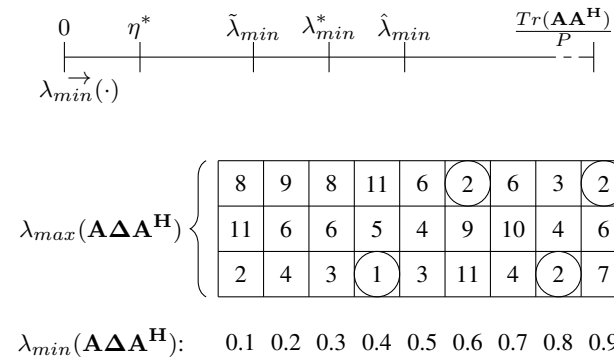 0 η* λ̃_min λ*_min λ̂_min Tr(AA^H)/P
λ_min(·)
8 9 8 11 6 2 6 3 2
λ_max(AΔA^H) 11 6 6 5 4 9 10 4 6
2 4 3 1 3 11 4 2 7
λ_min(AΔA^H): 0.1 0.2 0.3 0.4 0.5 0.6 0.7 0.8 0.9